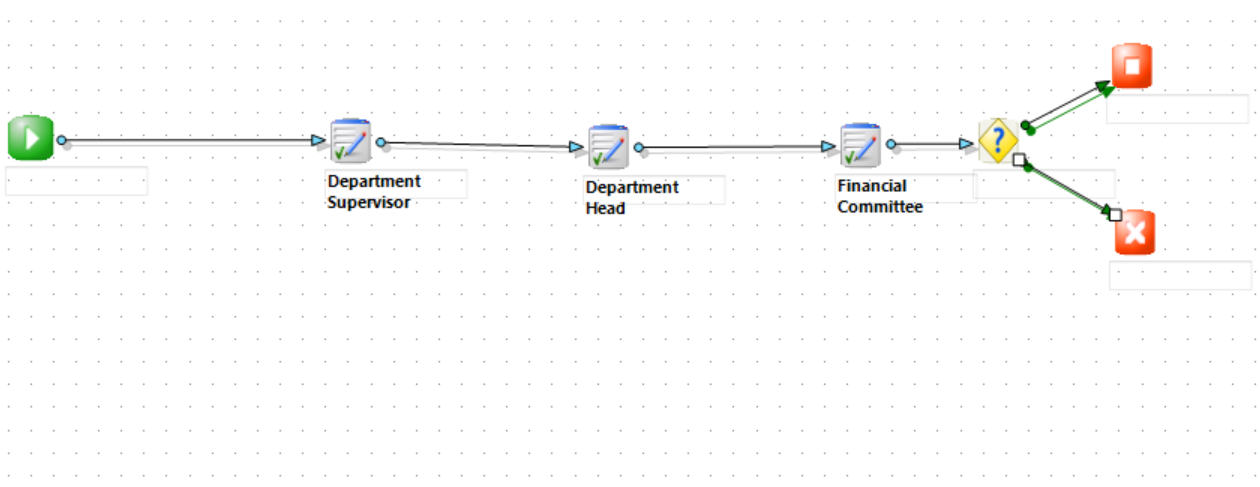 Department
Supervisor
Department
Head
Financial
Committee